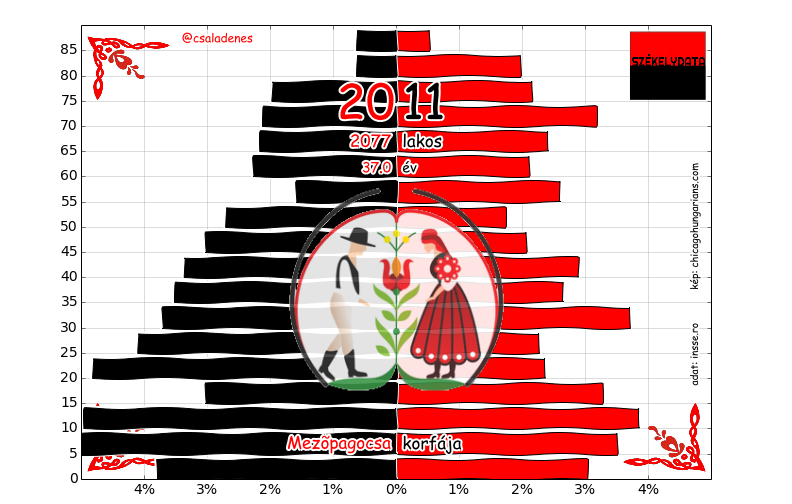 @csaladenes
SZÉKELYDATA
2011
2077 lakos
37.0 év
kép: chicagohungarians.com
adat: insse.ro
Mezõpagocsa korfája
85
80
75
70
65
60
55
50
45
40
35
30
25
20
15
10
5
0
4% 3% 2% 1% 0% 1% 2% 3% 4%